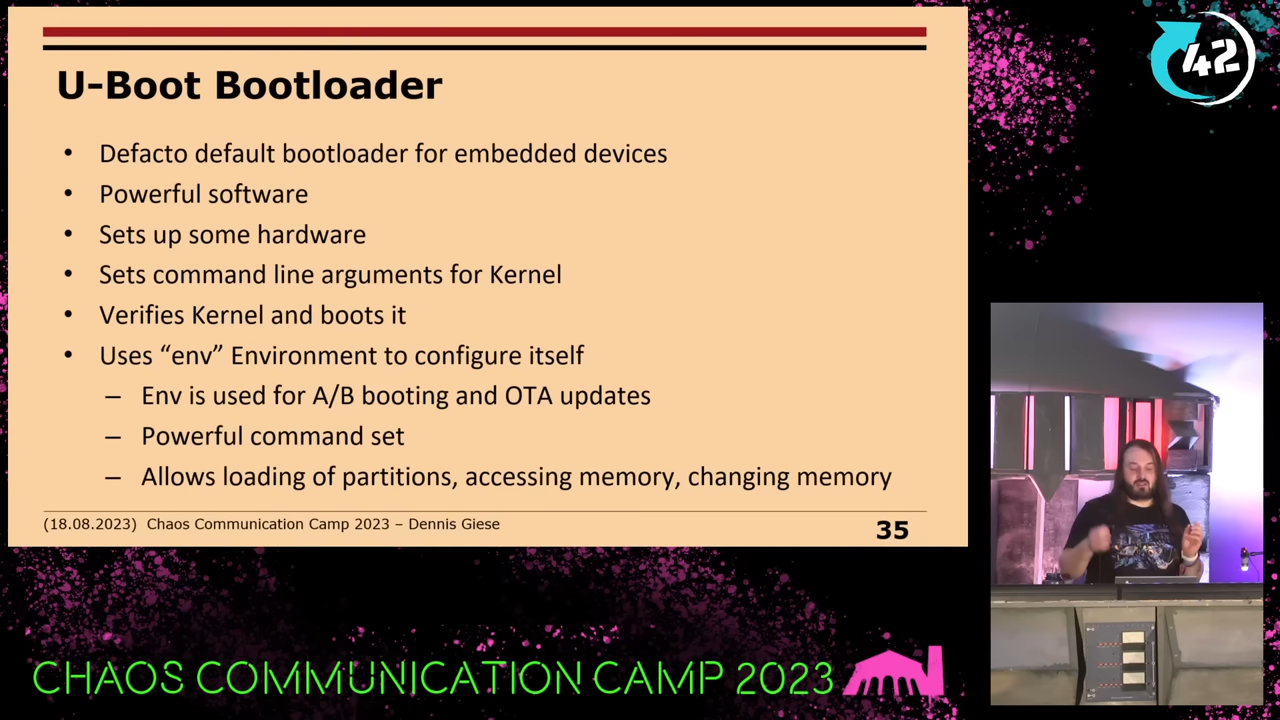 U-Boot Bootloader
• Defacto default bootloader for embedded devices
• Powerful software
• Sets up some hardware
• Sets command line arguments for Kernel
• Verifies Kernel and boots it
• Uses “env” Environment to configure itself
– Env is used for A/B booting and OTA updates
– Powerful command set
– Allows loading of partitions, accessing memory, changing memory
(18.08.2023) Chaos Communication Camp 2023 – Dennis Giese
35
42
CHAOS COMMUNICATION CAMP 2023